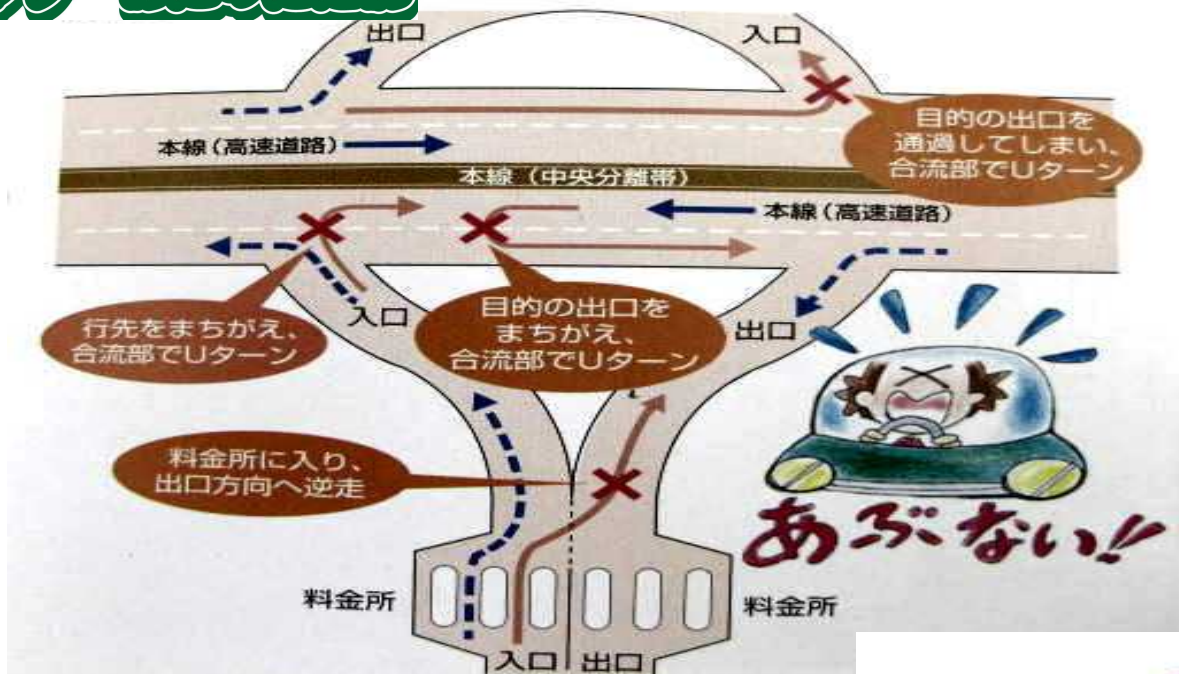 出口
入口
目的の出口を
通過してしまい、
合流部でUターン
本線(高速道路)
本線(中央分離帯)
本線(高速道路)
行先をまちがえ、
合流部でUターン
入口
目的の出口を
まちがえ、
合流部でUターン
出口
料金所に入り、
出口方向へ逆走
あぶない!!
料金所
料金所
入口
出口